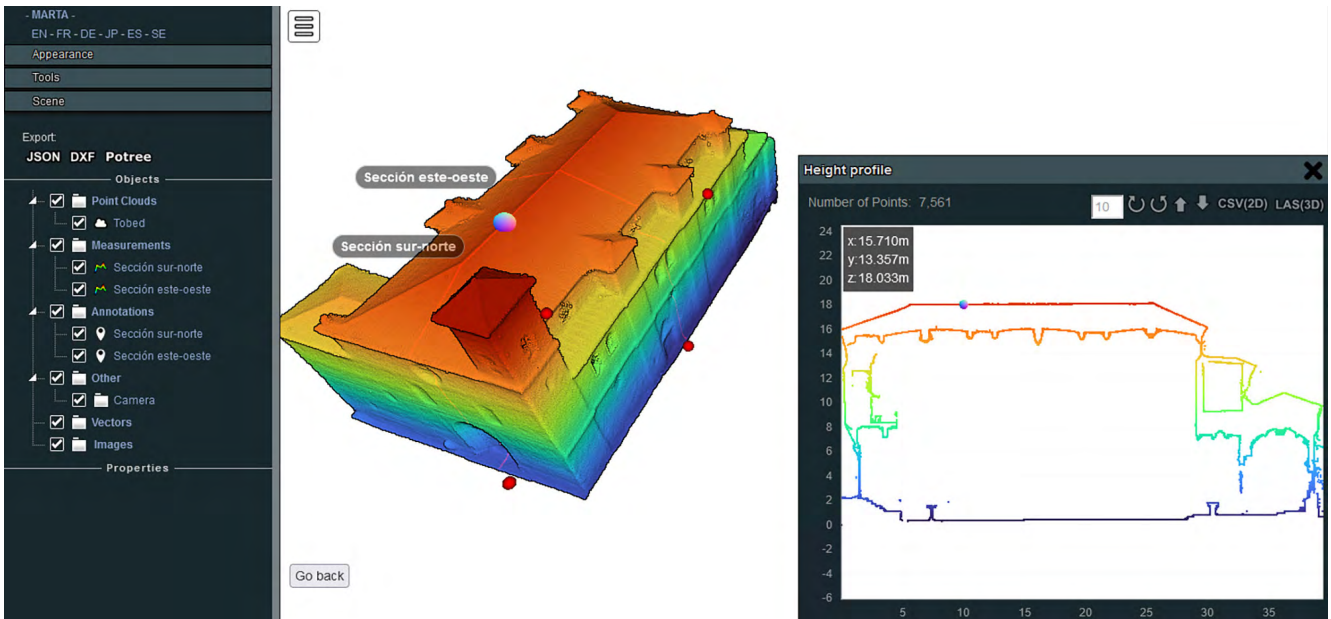 - MARTA -
EN - FR - DE - JP - ES - SE
Appearance
Tools
Scene
Export:
JSON DXF Potree
Objects
Point Clouds
Tobed
Measurements
Sección sur-norte
Sección este-oeste
Annotations
Sección sur-norte
Sección este-oeste
Other
Camera
Vectors
Images
Properties
Sección este-oeste
Sección sur-norte
Go back
Height profile
Number of Points: 7,561
10
CSV(2D) LAS(3D)
x:15.710m
y:13.357m
z:18.033m
24
22
20
18
16
14
12
10
8
6
4
2
0
-2
-4
-6
5 10 15 20 25 30 35